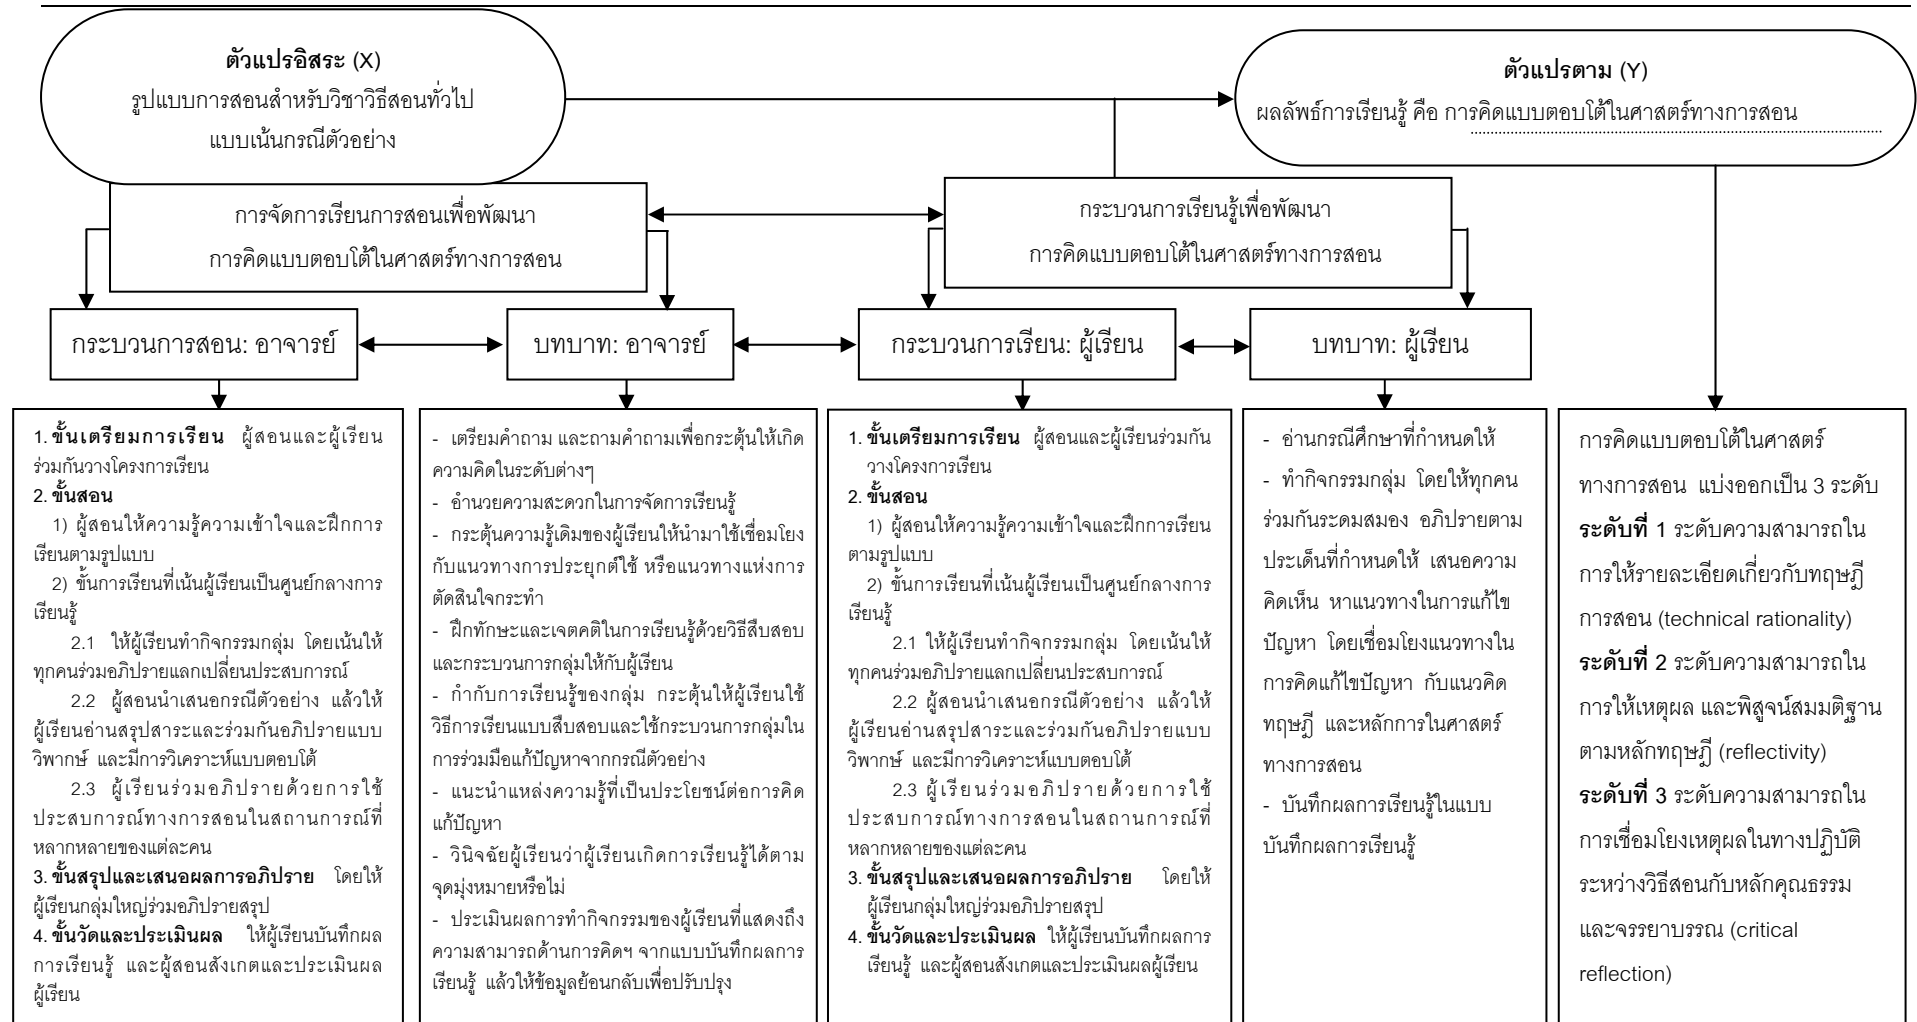 ตัวแปรอิสระ (X)
รูปแบบการสอนสำหรับวิชาวิธีสอนทั่วไป
แบบเน้นกรณีตัวอย่าง
ตัวแปรตาม (Y)
ผลลัพธ์การเรียนรู้ คือ การคิดแบบตอบโต้ในศาสตร์ทางการสอน
การจัดการเรียนการสอนเพื่อพัฒนา
การคิดแบบตอบโต้ในศาสตร์ทางการสอน
กระบวนการเรียนรู้เพื่อพัฒนา
การคิดแบบตอบโต้ในศาสตร์ทางการสอน
กระบวนการสอน: อาจารย์
บทบาท: อาจารย์
กระบวนการเรียน: ผู้เรียน
บทบาท: ผู้เรียน
1. ขั้นเตรียมการเรียน ผู้สอนและผู้เรียน
ร่วมกันวางโครงการเรียน
2. ขั้นสอน
1) ผู้สอนให้ความรู้ความเข้าใจและฝึกการ
เรียนตามรูปแบบ
2) ขั้นการเรียนที่เน้นผู้เรียนเป็นศูนย์กลางการ
เรียนรู้
2.1 ให้ผู้เรียนทำกิจกรรมกลุ่ม โดยเน้นให้
ทุกคนร่วมอภิปรายแลกเปลี่ยนประสบการณ์
2.2 ผู้สอนนำเสนอกรณีตัวอย่าง แล้วให้
ผู้เรียนอ่านสรุปสาระและร่วมกันอภิปรายแบบ
วิพากษ์ และมีการวิเคราะห์แบบตอบโต้
2.3 ผู้เรียนร่วมอภิปรายด้วยการใช้
ประสบการณ์ทางการสอนในสถานการณ์ที่
หลากหลายของแต่ละคน
3. ขั้นสรุปและเสนอผลการอภิปราย โดยให้
ผู้เรียนกลุ่มใหญ่ร่วมอภิปรายสรุป
4. ขั้นวัดและประเมินผล ให้ผู้เรียนบันทึกผล
การเรียนรู้ และผู้สอนสังเกตและประเมินผล
ผู้เรียน
- เตรียมคำถาม และถามคำถามเพื่อกระตุ้นให้เกิด
ความคิดในระดับต่างๆ
- อำนวยความสะดวกในการจัดการเรียนรู้
- กระตุ้นความรู้เดิมของผู้เรียนให้นำมาใช้เชื่อมโยง
กับแนวทางการประยุกต์ใช้ หรือแนวทางแห่งการ
ตัดสินใจกระทำ
- ฝึกทักษะและเจตคติในการเรียนรู้ด้วยวิธีสืบสอบ
และกระบวนการกลุ่มให้กับผู้เรียน
- กำกับการเรียนรู้ของกลุ่ม กระตุ้นให้ผู้เรียนใช้
วิธีการเรียนแบบสืบสอบและใช้กระบวนการกลุ่มใน
การร่วมมือแก้ปัญหาจากกรณีตัวอย่าง
- แนะนำแหล่งความรู้ที่เป็นประโยชน์ต่อการคิด
แก้ปัญหา
- วินิจฉัยผู้เรียนว่าผู้เรียนเกิดการเรียนรู้ได้ตาม
จุดมุ่งหมายหรือไม่
- ประเมินผลการทำกิจกรรมของผู้เรียนที่แสดงถึง
ความสามารถด้านการคิดฯ จากแบบบันทึกผลการ
เรียนรู้ แล้วให้ข้อมูลย้อนกลับเพื่อปรับปรุง
1. ขั้นเตรียมการเรียน ผู้สอนและผู้เรียนร่วมกัน
วางโครงการเรียน
2. ขั้นสอน
1) ผู้สอนให้ความรู้ความเข้าใจและฝึกการเรียน
ตามรูปแบบ
2) ขั้นการเรียนที่เน้นผู้เรียนเป็นศูนย์กลางการ
เรียนรู้
2.1 ให้ผู้เรียนทำกิจกรรมกลุ่ม โดยเน้นให้
ทุกคนร่วมอภิปรายแลกเปลี่ยนประสบการณ์
2.2 ผู้สอนนำเสนอกรณีตัวอย่าง แล้วให้
ผู้เรียนอ่านสรุปสาระและร่วมกันอภิปรายแบบ
วิพากษ์ และมีการวิเคราะห์แบบตอบโต้
2.3 ผู้เรียนร่วมอภิปรายด้วยการใช้
ประสบการณ์ทางการสอนในสถานการณ์ที่
หลากหลายของแต่ละคน
3. ขั้นสรุปและเสนอผลการอภิปราย โดยให้
ผู้เรียนกลุ่มใหญ่ร่วมอภิปรายสรุป
4. ขั้นวัดและประเมินผล ให้ผู้เรียนบันทึกผลการ
เรียนรู้ และผู้สอนสังเกตและประเมินผลผู้เรียน
- อ่านกรณีศึกษาที่กำหนดให้
- ทำกิจกรรมกลุ่ม โดยให้ทุกคน
ร่วมกันระดมสมอง อภิปรายตาม
ประเด็นที่กำหนดให้ เสนอความ
คิดเห็น หาแนวทางในการแก้ไข
ปัญหา โดยเชื่อมโยงแนวทางใน
การคิดแก้ไขปัญหา กับแนวคิด
ทฤษฎี และหลักการในศาสตร์
ทางการสอน
- บันทึกผลการเรียนรู้ในแบบ
บันทึกผลการเรียนรู้
การคิดแบบตอบโต้ในศาสตร์
ทางการสอน แบ่งออกเป็น 3 ระดับ
ระดับที่ 1 ระดับความสามารถใน
การให้รายละเอียดเกี่ยวกับทฤษฎี
การสอน (technical rationality)
ระดับที่ 2 ระดับความสามารถใน
การให้เหตุผล และพิสูจน์สมมติฐาน
ตามหลักทฤษฎี (reflectivity)
ระดับที่ 3 ระดับความสามารถใน
การเชื่อมโยงเหตุผลในทางปฏิบัติ
ระหว่างวิธีสอนกับหลักคุณธรรม
และจรรยาบรรณ (critical
reflection)